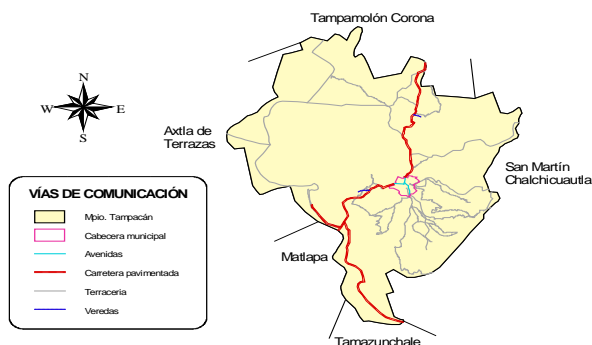 Tampamolón Corona
N
W E
S
Axtla de
Terrazas
San Martín
Chalchicuautla
VÍAS DE COMUNICACIÓN
Mpio. Tampacán
Cabecera municipal
Avenidas
Carretera pavimentada
Terraceria
Veredas
Matlapa
Tamazunchale